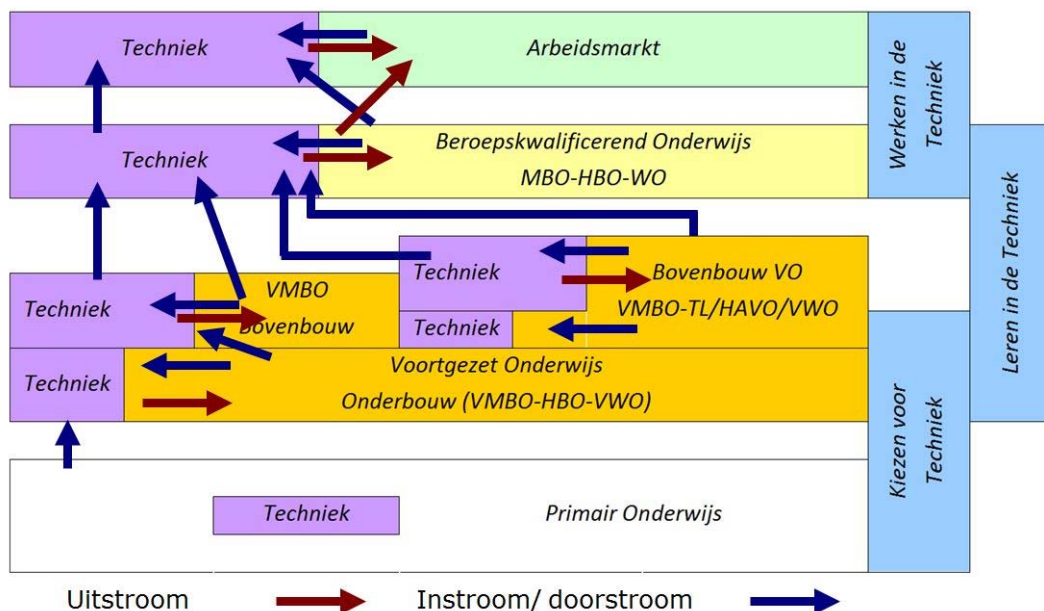 Techniek
Arbeidsmarkt
Werken in de
Techniek
Techniek
Beroepskwalificerend Onderwijs
MBO-HBO-WO
Leren in de Techniek
Techniek
VMBO
Bovenbouw
Techniek
Bovenbouw VO
VMBO-TL/HAVO/VWO
Techniek
Techniek
Voortgezet Onderwijs
Onderbouw (VMBO-HBO-VWO)
Kiezen voor
Techniek
Techniek
Primair Onderwijs
Uitstroom
Instroom/ doorstroom